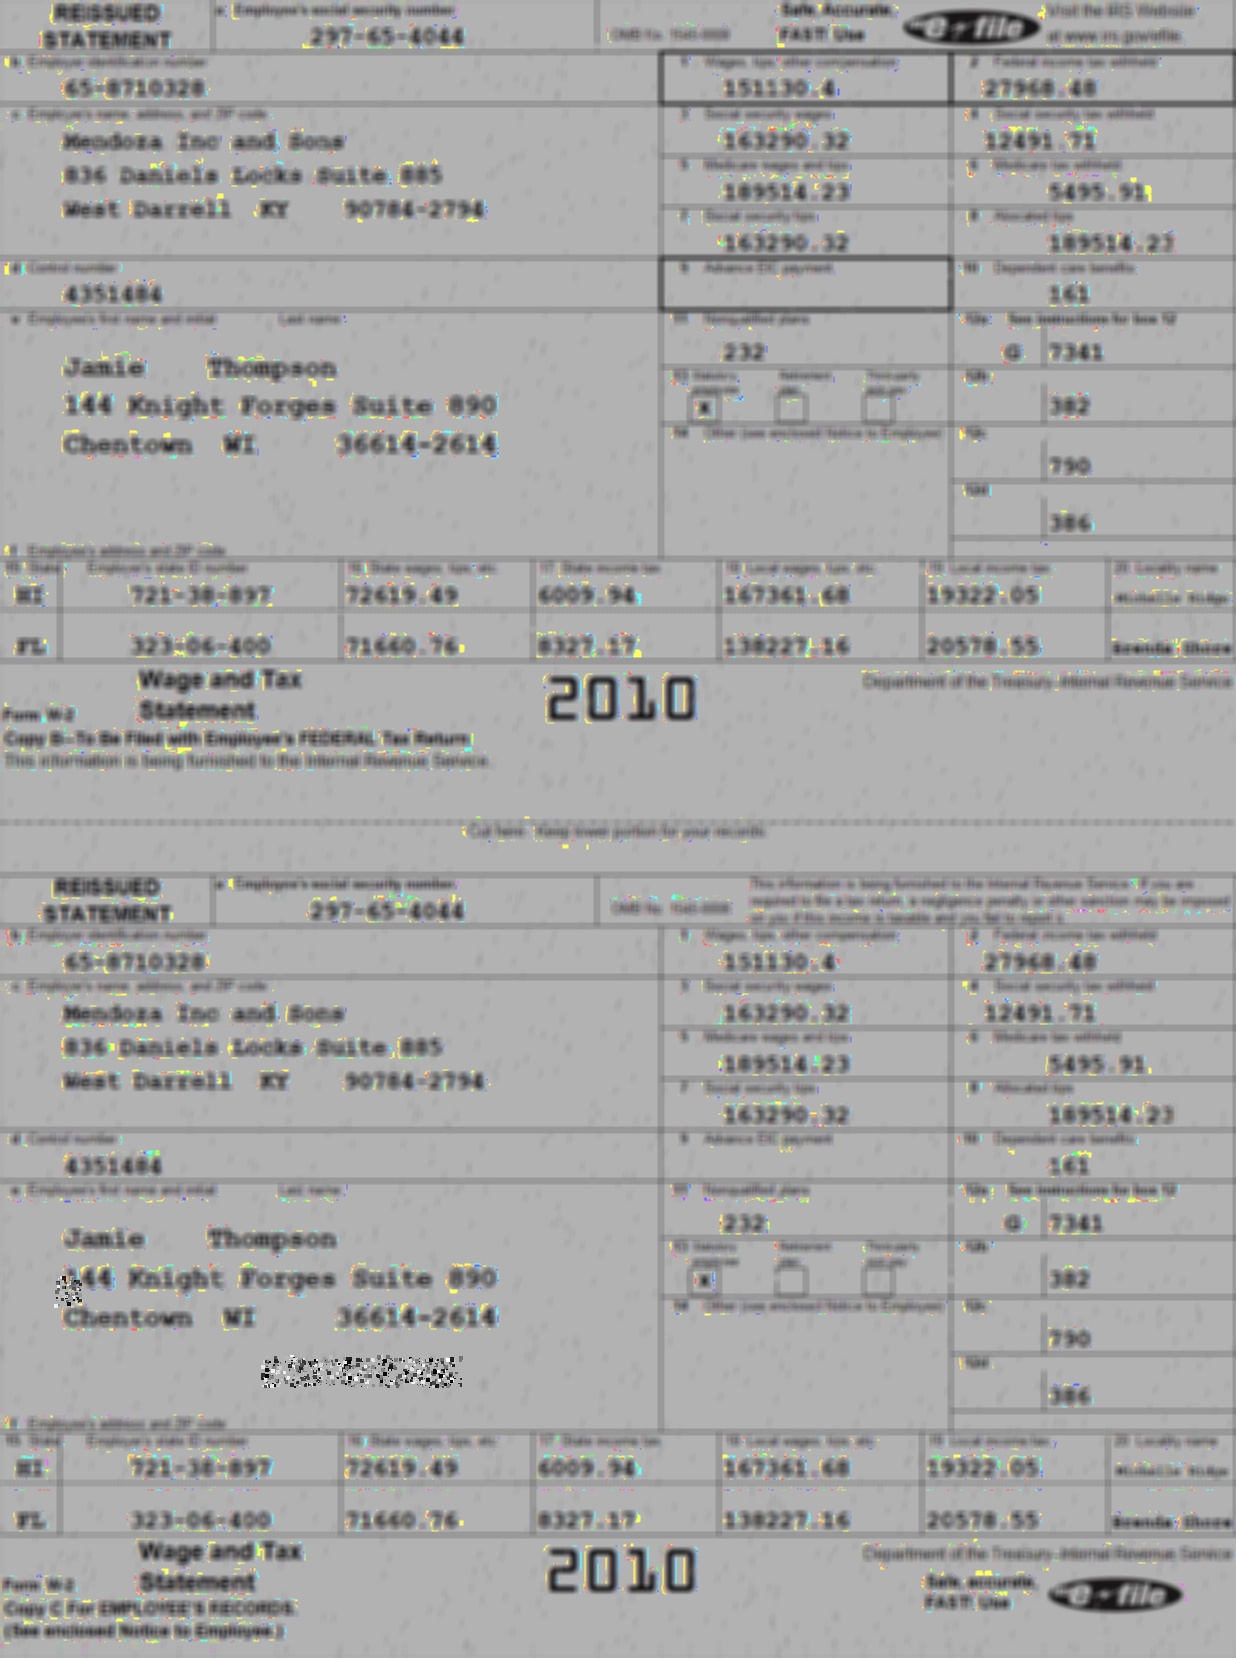 REISSUED STATEMENT
a Employee's social security number
297-65-4044
OMB No. 1545-0008
Safe, Accurate, FAST! Use
e-file
Visit the IRS Website at www.irs.gov/efile.
b Employer identification number
65-8710328
1 Wages, tips, other compensation
151130.4
2 Federal income tax withheld
27968.48
c Employer's name, address, and ZIP code
Mendoza Inc and Sons
836 Daniels Locks Suite 885
West Darrell KY 90784-2794
3 Social security wages
163290.32
4 Social security tax withheld
12491.71
5 Medicare wages and tips
189514.23
6 Medicare tax withheld
5495.91
7 Social security tips
163290.32
8 Allocated tips
189514.23
d Control number
4351484
9 Advance EIC payment
10 Dependent care benefits
161
e Employee's first name and initial Last name
Jamie Thompson
144 Knight Forges Suite 890
Chentown WI 36614-2614
11 Nonqualified plans
232
12a See instructions for box 12
G 7341
13 Statutory employee
Retirement plan
Third-party sick pay
X
12b
382
14 Other (see enclosed Notice to Employee)
12c
790
12d
386
f Employee's address and ZIP code
15 State Employer's state ID number 16 State wages, tips, etc. 17 State income tax 18 Local wages, tips, etc. 19 Local income tax 20 Locality name
HI 721-38-897 72619.49 6009.94 167361.68 19322.05 Michelle Ridge
FL 323-06-400 71660.76 8327.17 138227.16 20578.55 Brenda Shore
Form W-2 Wage and Tax Statement
2010
Department of the Treasury-Internal Revenue Service
Copy B--To Be Filed with Employee's FEDERAL Tax Return.
This information is being furnished to the Internal Revenue Service.
Cut here. Keep lower portion for your records
REISSUED STATEMENT
a Employee's social security number
297-65-4044
OMB No. 1545-0008
This information is being furnished to the Internal Revenue Service. If you are
required to file a tax return, a negligence penalty or other sanction may be imposed
on you if this income is taxable and you fail to report it.
b Employer identification number
65-8710328
1 Wages, tips, other compensation
151130.4
2 Federal income tax withheld
27968.48
c Employer's name, address, and ZIP code
Mendoza Inc and Sons
836 Daniels Locks Suite 885
West Darrell KY 90784-2794
3 Social security wages
163290.32
4 Social security tax withheld
12491.71
5 Medicare wages and tips
189514.23
6 Medicare tax withheld
5495.91
7 Social security tips
163290.32
8 Allocated tips
189514.23
d Control number
4351484
9 Advance EIC payment
10 Dependent care benefits
161
e Employee's first name and initial Last name
Jamie Thompson
144 Knight Forges Suite 890
Chentown WI 36614-2614
11 Nonqualified plans
232
12a See instructions for box 12
G 7341
13 Statutory employee
Retirement plan
Third-party sick pay
X
12b
382
14 Other (see enclosed Notice to Employee)
12c
790
12d
386
f Employee's address and ZIP code
15 State Employer's state ID number 16 State wages, tips, etc. 17 State income tax 18 Local wages, tips, etc. 19 Local income tax 20 Locality name
HI 721-38-897 72619.49 6009.94 167361.68 19322.05 Michelle Ridge
FL 323-06-400 71660.76 8327.17 138227.16 20578.55 Brenda Shore
Form W-2 Wage and Tax Statement
2010
Department of the Treasury-Internal Revenue Service
Safe, accurate, FAST! Use
e-file
Copy C For EMPLOYEE'S RECORDS.
(See enclosed Notice to Employee.)